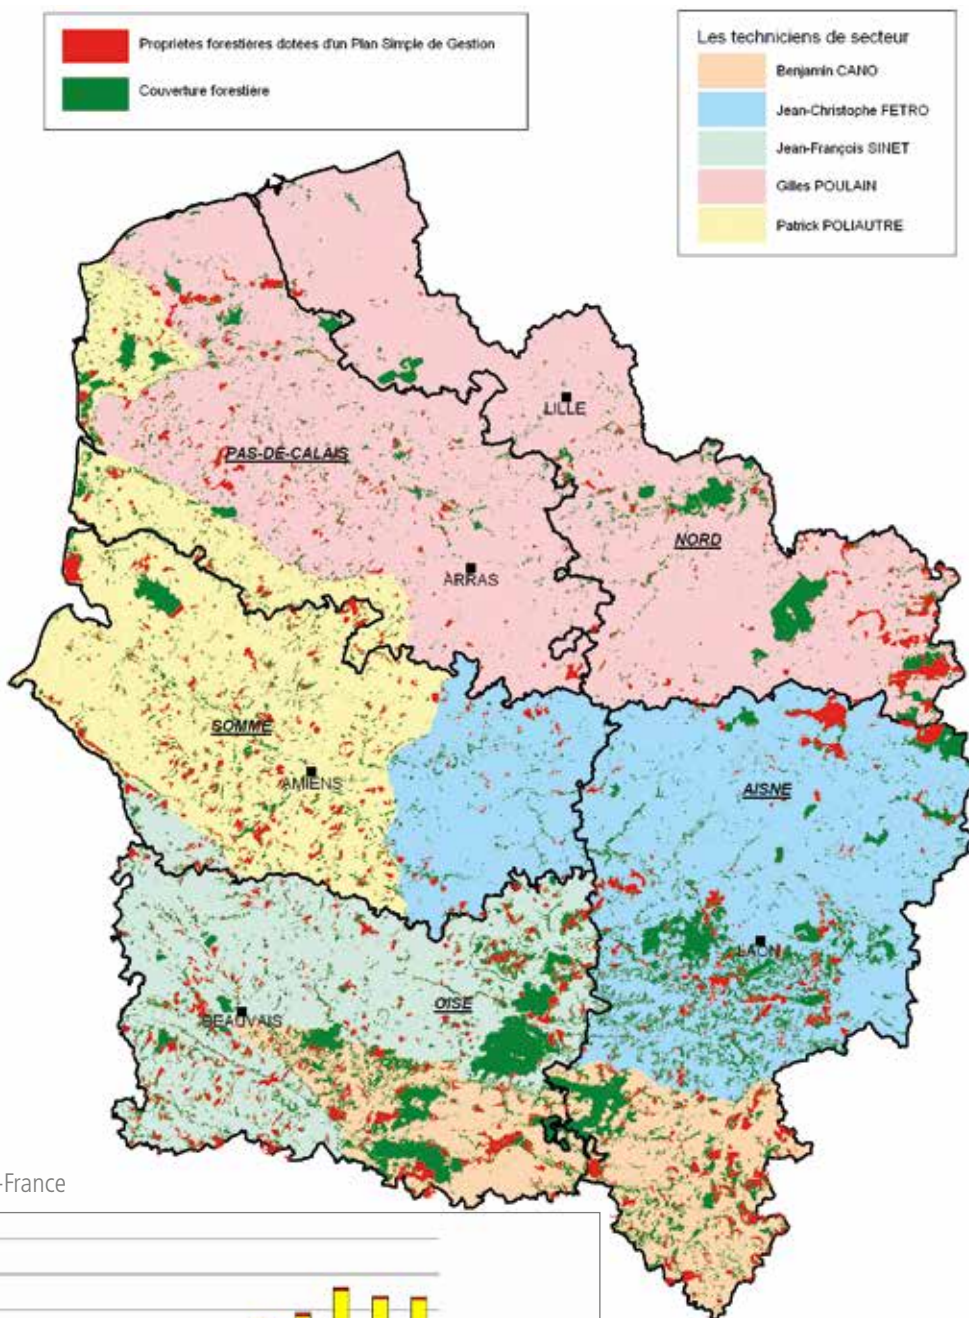 Propriétés forestières dotées d'un Plan Simple de Gestion
Couverture forestière
Les techniciens de secteur
Benjamin CANO
Jean-Christophe FETRO
Jean-François SINET
Gilles POULAIN
Patrick POLIAUTRE
LILLE
PAS-DE-CALAIS
NORD
ARRAS
SOMME
AMIENS
AISNE
LAON
OISE
BEAUVAIS
-France